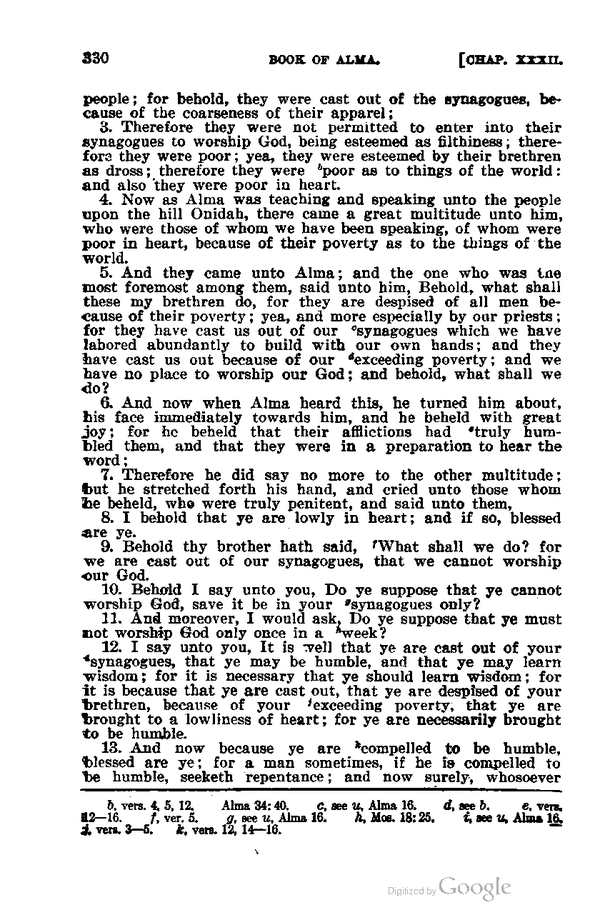 330 BOOK OF ALMA. [CHAP. XXXII.
people; for behold, they were cast out of the synagogues, be-
cause of the coarseness of their apparel;
3. Therefore they were not permitted to enter into their
synagogues to worship God, being esteemed as filthiness; there-
fore they were poor; yea, they were esteemed by their brethren
as dross; therefore they were ᵇpoor as to things of the world:
and also they were poor in heart.
4. Now as Alma was teaching and speaking unto the people
upon the hill Onidah, there came a great multitude unto him,
who were those of whom we have been speaking, of whom were
poor in heart, because of their poverty as to the things of the
world.
5. And they came unto Alma; and the one who was the
most foremost among them, said unto him, Behold, what shall
these my brethren do, for they are despised of all men be-
cause of their poverty; yea, and more especially by our priests;
for they have cast us out of our ᶜsynagogues which we have
labored abundantly to build with our own hands; and they
have cast us out because of our ᵈexceeding poverty; and we
have no place to worship our God; and behold, what shall we
do?
6. And now when Alma heard this, he turned him about,
his face immediately towards him, and he beheld with great
joy; for he beheld that their afflictions had ᵉtruly hum-
bled them, and that they were in a preparation to hear the
word;
7. Therefore he did say no more to the other multitude;
but he stretched forth his hand, and cried unto those whom
he beheld, who were truly penitent, and said unto them,
8. I behold that ye are lowly in heart; and if so, blessed
are ye.
9. Behold thy brother hath said, ᶠWhat shall we do? for
we are cast out of our synagogues, that we cannot worship
our God.
10. Behold I say unto you, Do ye suppose that ye cannot
worship God, save it be in your ᵍsynagogues only?
11. And moreover, I would ask, Do ye suppose that ye must
not worship God only once in a ʰweek?
12. I say unto you, It is well that ye are cast out of your
ⁱsynagogues, that ye may be humble, and that ye may learn
wisdom; for it is necessary that ye should learn wisdom; for
it is because that ye are cast out, that ye are despised of your
brethren, because of your ʲexceeding poverty, that ye are
brought to a lowliness of heart; for ye are necessarily brought
to be humble.
13. And now because ye are ᵏcompelled to be humble,
blessed are ye; for a man sometimes, if he is compelled to
be humble, seeketh repentance; and now surely, whosoever
b, vers. 4, 5, 12. Alma 34:40. c, see u, Alma 16. d, see b. e, vers.
12—16. f, ver. 5. g, see u, Alma 16. h, Mos. 18:25. i, see u, Alma 16.
j, vers. 3—5. k, vers. 12, 14—16.
Digitized by Google